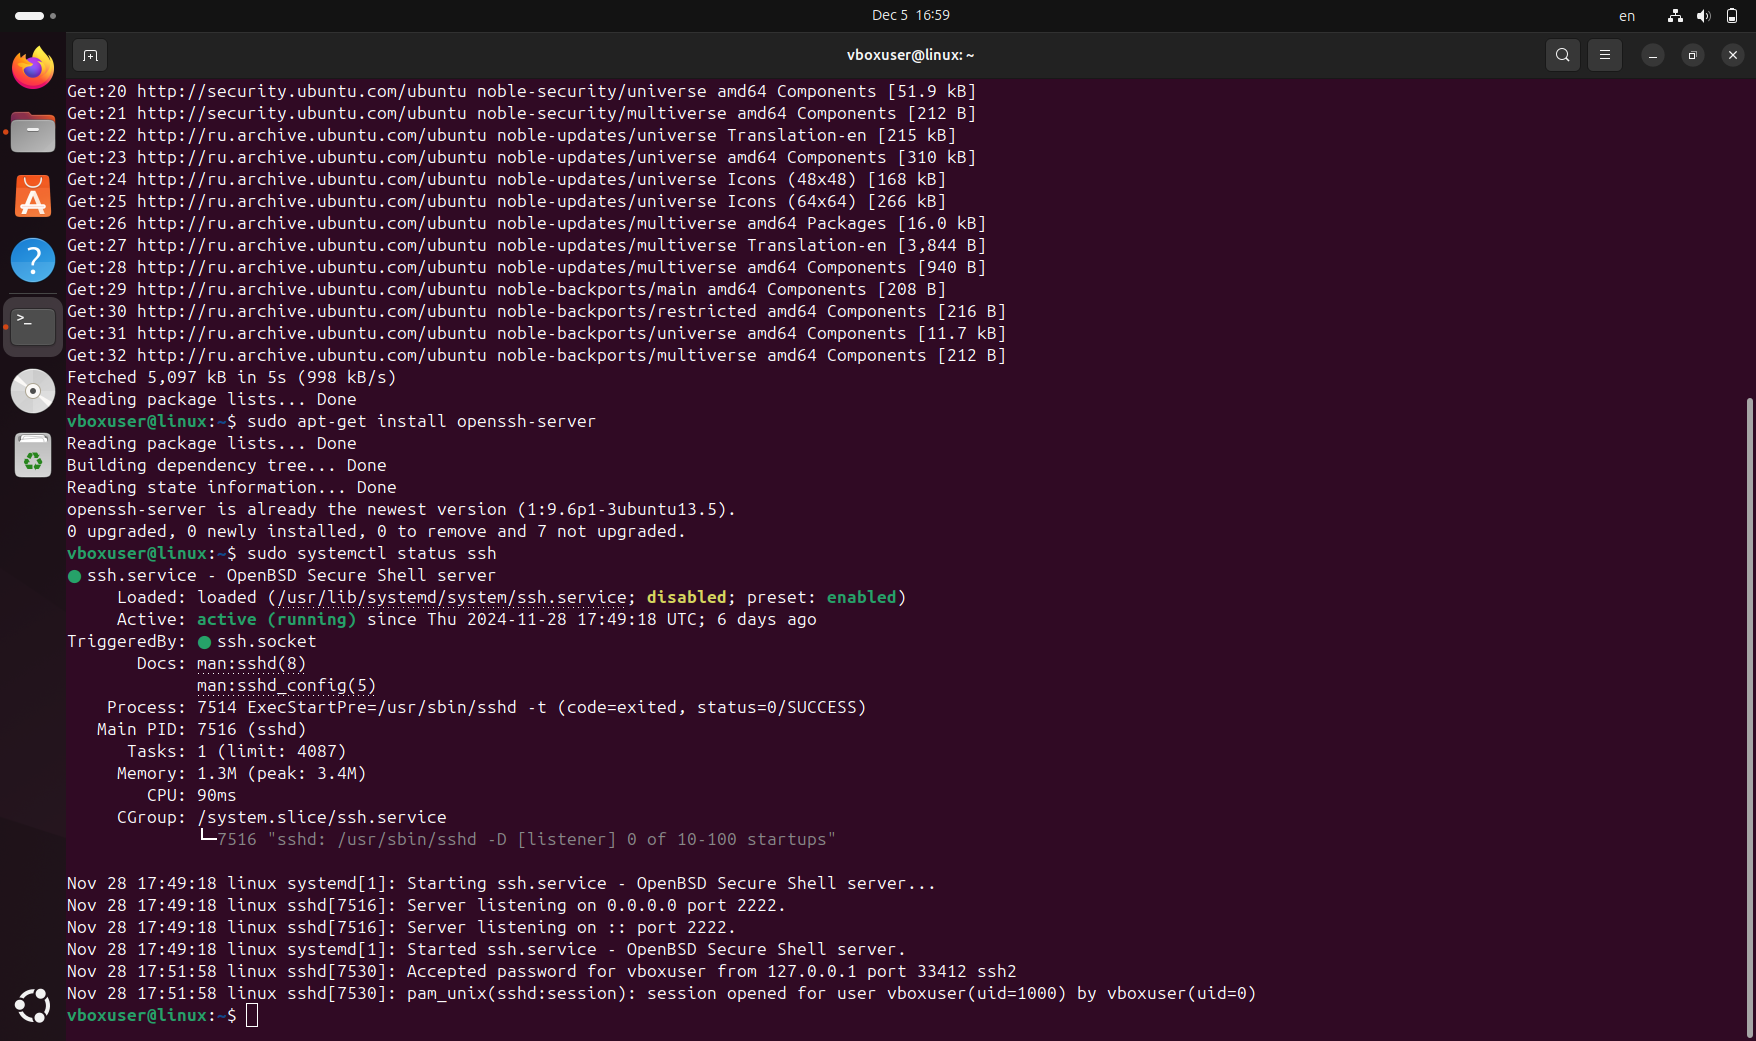 Dec 5 16:59
en
vboxuser@linux: ~
Get:20 http://security.ubuntu.com/ubuntu noble-security/universe amd64 Components [51.9 kB]
Get:21 http://security.ubuntu.com/ubuntu noble-security/multiverse amd64 Components [212 B]
Get:22 http://ru.archive.ubuntu.com/ubuntu noble-updates/universe Translation-en [215 kB]
Get:23 http://ru.archive.ubuntu.com/ubuntu noble-updates/universe amd64 Components [310 kB]
Get:24 http://ru.archive.ubuntu.com/ubuntu noble-updates/universe Icons (48x48) [168 kB]
Get:25 http://ru.archive.ubuntu.com/ubuntu noble-updates/universe Icons (64x64) [266 kB]
Get:26 http://ru.archive.ubuntu.com/ubuntu noble-updates/multiverse amd64 Packages [16.0 kB]
Get:27 http://ru.archive.ubuntu.com/ubuntu noble-updates/multiverse Translation-en [3,844 B]
Get:28 http://ru.archive.ubuntu.com/ubuntu noble-updates/multiverse amd64 Components [940 B]
Get:29 http://ru.archive.ubuntu.com/ubuntu noble-backports/main amd64 Components [208 B]
Get:30 http://ru.archive.ubuntu.com/ubuntu noble-backports/restricted amd64 Components [216 B]
Get:31 http://ru.archive.ubuntu.com/ubuntu noble-backports/universe amd64 Components [11.7 kB]
Get:32 http://ru.archive.ubuntu.com/ubuntu noble-backports/multiverse amd64 Components [212 B]
Fetched 5,097 kB in 5s (998 kB/s)
Reading package lists... Done
vboxuser@linux:~$ sudo apt-get install openssh-server
Reading package lists... Done
Building dependency tree... Done
Reading state information... Done
openssh-server is already the newest version (1:9.6p1-3ubuntu13.5).
0 upgraded, 0 newly installed, 0 to remove and 7 not upgraded.
vboxuser@linux:~$ sudo systemctl status ssh
● ssh.service - OpenBSD Secure Shell server
     Loaded: loaded (/usr/lib/systemd/system/ssh.service; disabled; preset: enabled)
     Active: active (running) since Thu 2024-11-28 17:49:18 UTC; 6 days ago
TriggeredBy: ● ssh.socket
       Docs: man:sshd(8)
             man:sshd_config(5)
    Process: 7514 ExecStartPre=/usr/sbin/sshd -t (code=exited, status=0/SUCCESS)
   Main PID: 7516 (sshd)
      Tasks: 1 (limit: 4087)
     Memory: 1.3M (peak: 3.4M)
        CPU: 90ms
     CGroup: /system.slice/ssh.service
             └─7516 "sshd: /usr/sbin/sshd -D [listener] 0 of 10-100 startups"
Nov 28 17:49:18 linux systemd[1]: Starting ssh.service - OpenBSD Secure Shell server...
Nov 28 17:49:18 linux sshd[7516]: Server listening on 0.0.0.0 port 2222.
Nov 28 17:49:18 linux sshd[7516]: Server listening on :: port 2222.
Nov 28 17:49:18 linux systemd[1]: Started ssh.service - OpenBSD Secure Shell server.
Nov 28 17:51:58 linux sshd[7530]: Accepted password for vboxuser from 127.0.0.1 port 33412 ssh2
Nov 28 17:51:58 linux sshd[7530]: pam_unix(sshd:session): session opened for user vboxuser(uid=1000) by vboxuser(uid=0)
vboxuser@linux:~$